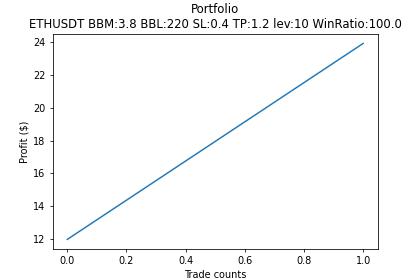 Portfolio
ETHUSDT BBM:3.8 BBL:220 SL:0.4 TP:1.2 lev:10 WinRatio:100.0
24
22
20
18
16
14
12
Profit ($)
0.0 0.2 0.4 0.6 0.8 1.0
Trade counts